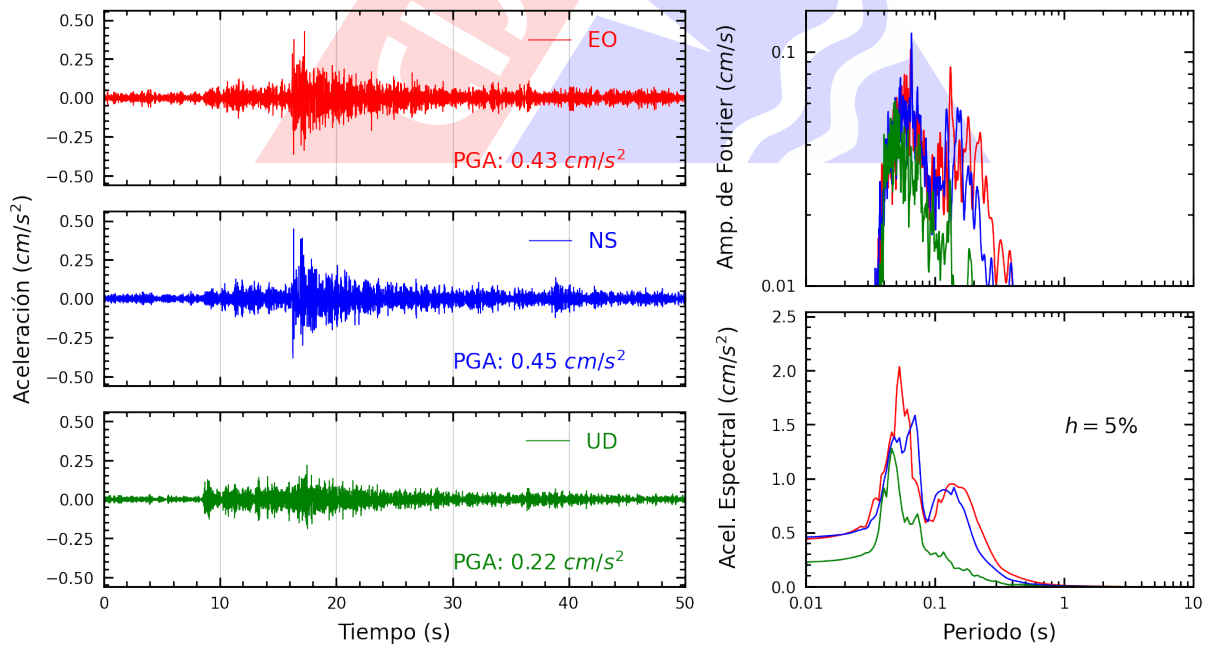 Aceleración (cm/s²)
0.50
0.25
0.00
−0.25
−0.50
EO
PGA: 0.43 cm/s²
0.50
0.25
0.00
−0.25
−0.50
NS
PGA: 0.45 cm/s²
0.50
0.25
0.00
−0.25
−0.50
UD
PGA: 0.22 cm/s²
0 10 20 30 40 50
Tiempo (s)
Amp. de Fourier (cm/s)
0.1
0.01
Acel. Espectral (cm/s²)
2.5
2.0
1.5
1.0
0.5
0.0
h = 5%
0.01 0.1 1 10
Periodo (s)